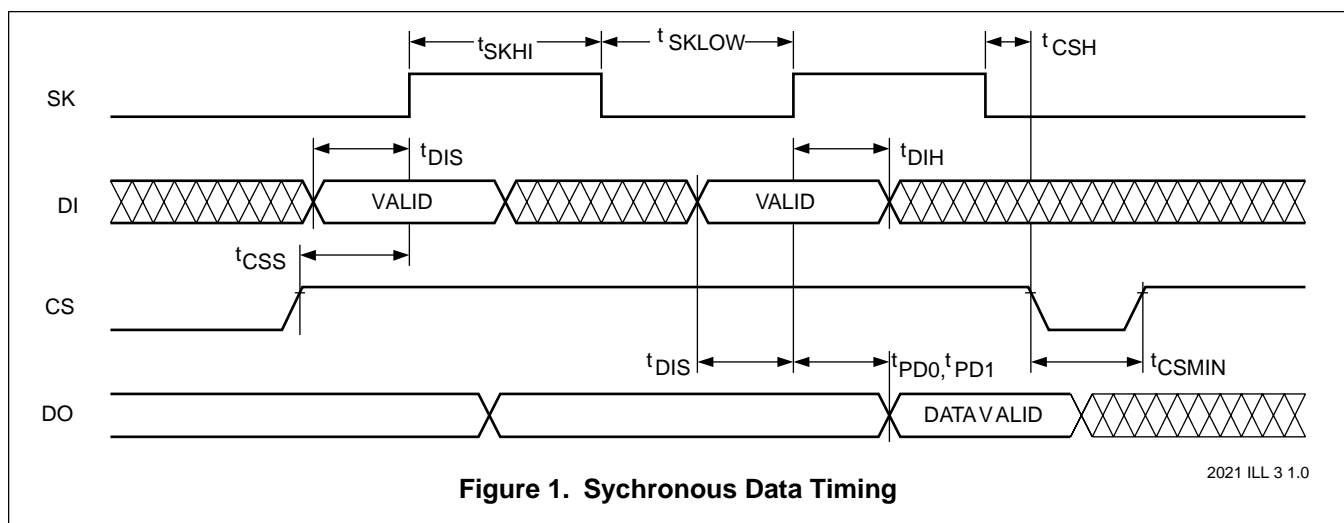 tSKHI
tSKLOW
tCSH
SK
tDIS
tDIH
DI
VALID
VALID
tCSS
CS
tDIS
tPD0,tPD1
tCSMIN
DO
DATA VALID
2021 ILL 3 1.0
Figure 1. Sychronous Data Timing